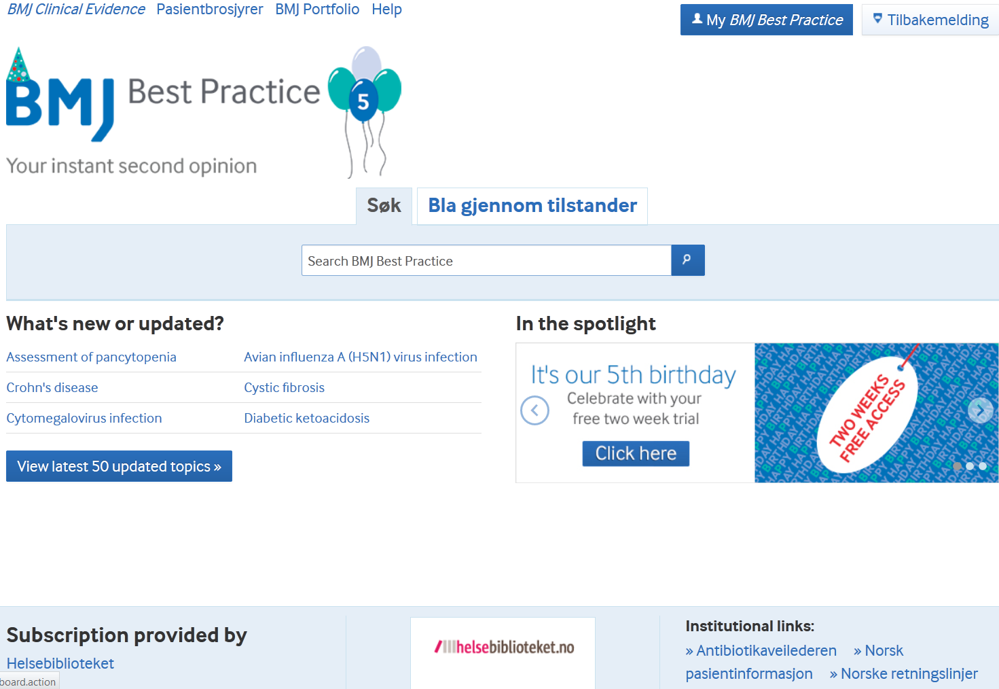 BMJ Clinical Evidence Pasientbrosjyrer BMJ Portfolio Help
My BMJ Best Practice Tilbakemelding
BMJ Best Practice 5
Your instant second opinion
Søk Bla gjennom tilstander
Search BMJ Best Practice
What's new or updated?
Assessment of pancytopenia Avian influenza A (H5N1) virus infection
Crohn's disease Cystic fibrosis
Cytomegalovirus infection Diabetic ketoacidosis
View latest 50 updated topics »
In the spotlight
It's our 5th birthday
Celebrate with your
free two week trial
Click here
TWO WEEKS
FREE ACCESS
HAPPY BIRTHDAY
Subscription provided by
Helsebiblioteket
board.action
helsebiblioteket.no
Institutional links:
» Antibiotikaveilederen » Norsk
pasientinformasjon » Norske retningslinjer